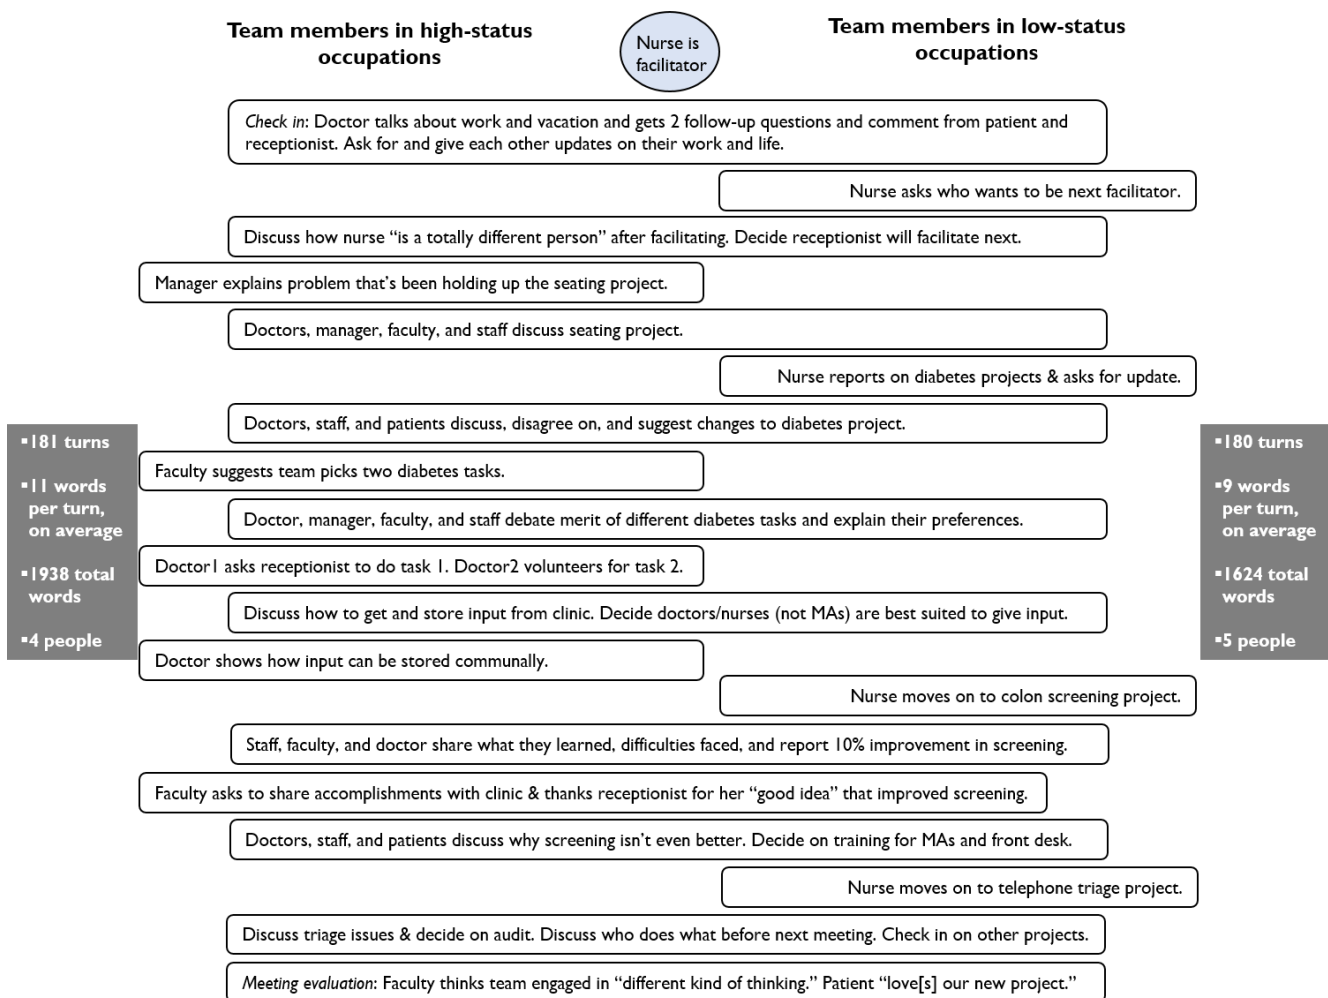 Team members in high-status
occupations
Nurse is
facilitator
Team members in low-status
occupations
Check in: Doctor talks about work and vacation and gets 2 follow-up questions and comment from patient and
receptionist. Ask for and give each other updates on their work and life.
Nurse asks who wants to be next facilitator.
Discuss how nurse “is a totally different person” after facilitating. Decide receptionist will facilitate next.
Manager explains problem that’s been holding up the seating project.
Doctors, manager, faculty, and staff discuss seating project.
Nurse reports on diabetes projects & asks for update.
Doctors, staff, and patients discuss, disagree on, and suggest changes to diabetes project.
▪181 turns
▪11 words
per turn,
on average
▪1938 total
words
▪4 people
▪180 turns
▪9 words
per turn,
on average
▪1624 total
words
▪5 people
Faculty suggests team picks two diabetes tasks.
Doctor, manager, faculty, and staff debate merit of different diabetes tasks and explain their preferences.
Doctor1 asks receptionist to do task 1. Doctor2 volunteers for task 2.
Discuss how to get and store input from clinic. Decide doctors/nurses (not MAs) are best suited to give input.
Doctor shows how input can be stored communally.
Nurse moves on to colon screening project.
Staff, faculty, and doctor share what they learned, difficulties faced, and report 10% improvement in screening.
Faculty asks to share accomplishments with clinic & thanks receptionist for her “good idea” that improved screening.
Doctors, staff, and patients discuss why screening isn’t even better. Decide on training for MAs and front desk.
Nurse moves on to telephone triage project.
Discuss triage issues & decide on audit. Discuss who does what before next meeting. Check in on other projects.
Meeting evaluation: Faculty thinks team engaged in “different kind of thinking.” Patient “love[s] our new project.”